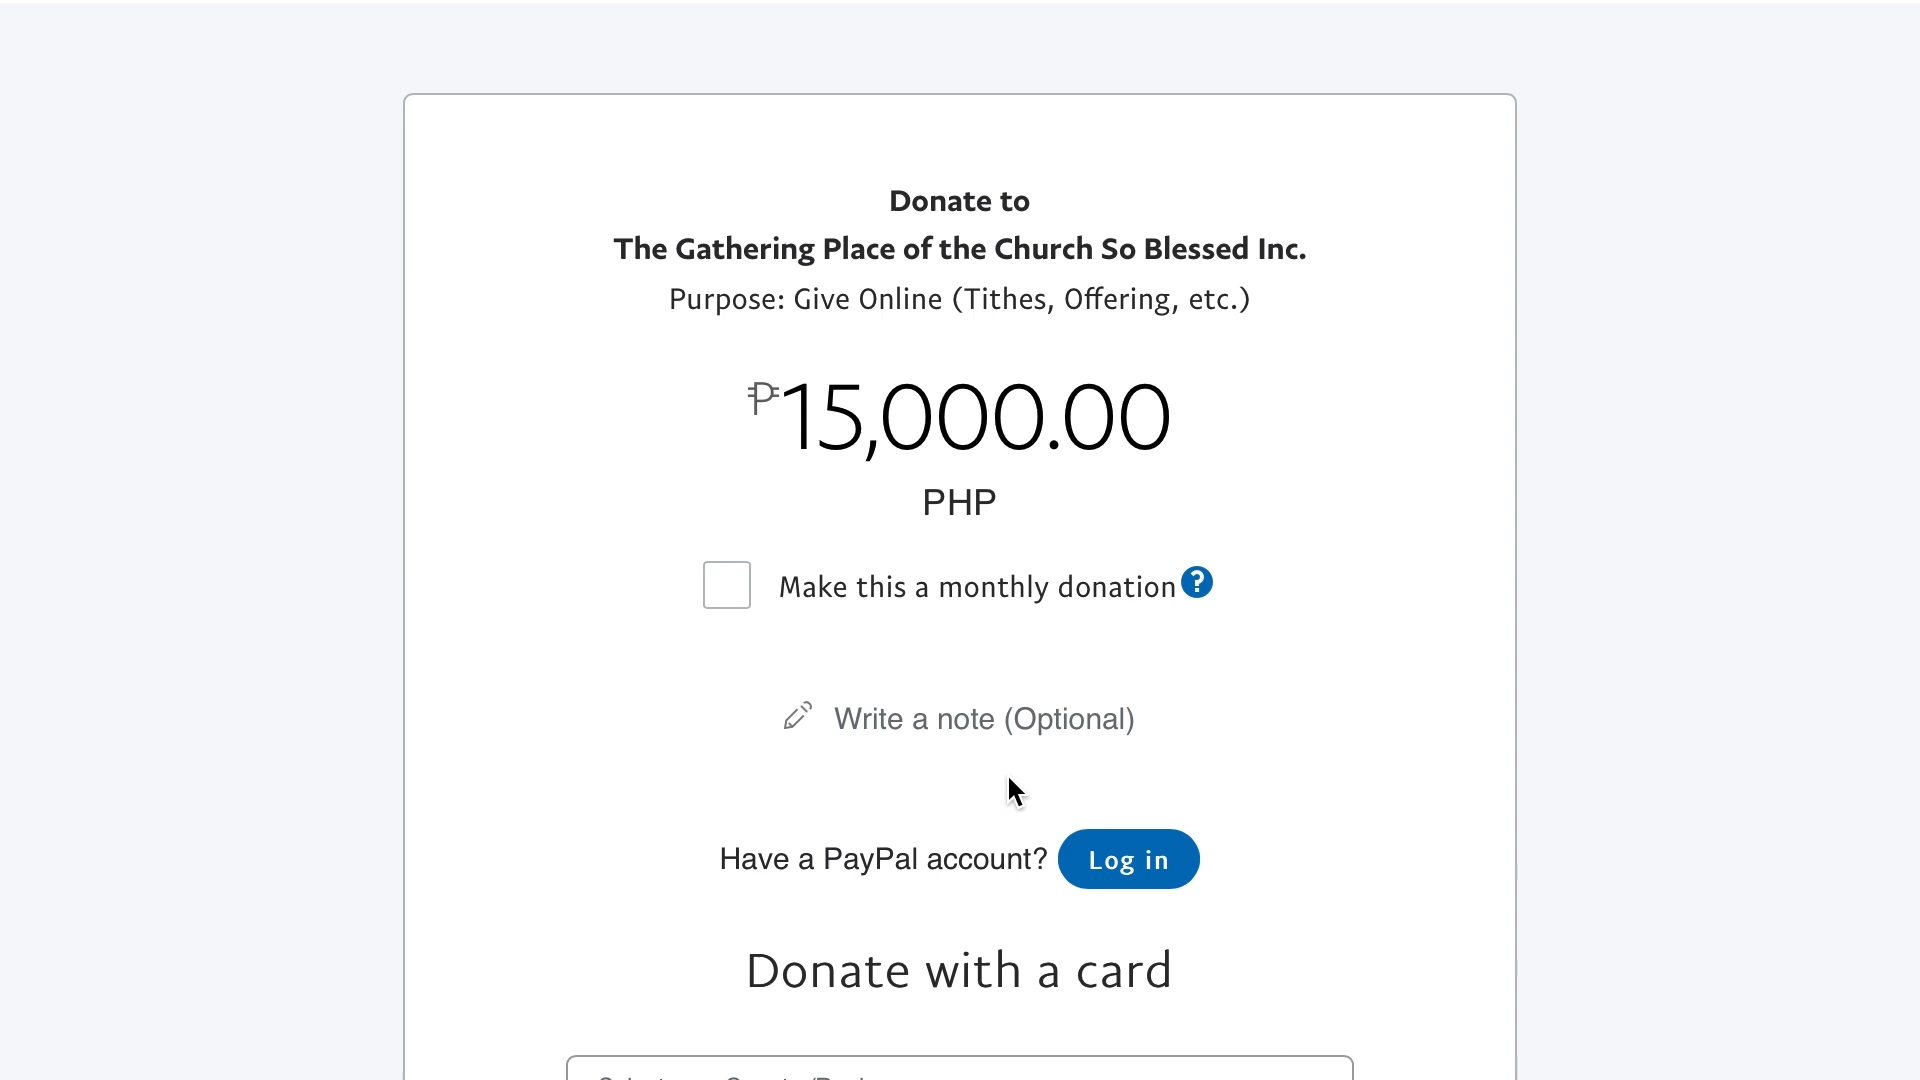 Donate to
The Gathering Place of the Church So Blessed Inc.
Purpose: Give Online (Tithes, Offering, etc.)
₱15,000.00
PHP
Make this a monthly donation ?
Write a note (Optional)
Have a PayPal account? Log in
Donate with a card